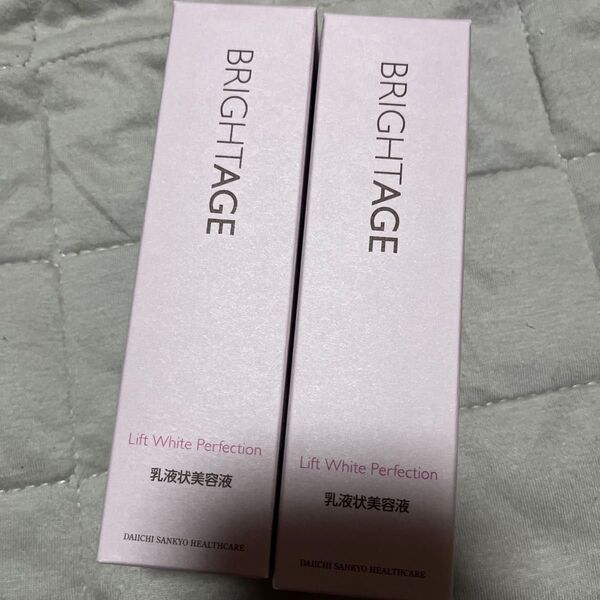 BRIGHTAGE
Lift White Perfection
乳液状美容液
DAIICHI SANKYO HEALTHCARE
BRIGHTAGE
Lift White Perfection
乳液状美容液
DAIICHI SANKYO HEALTHCARE